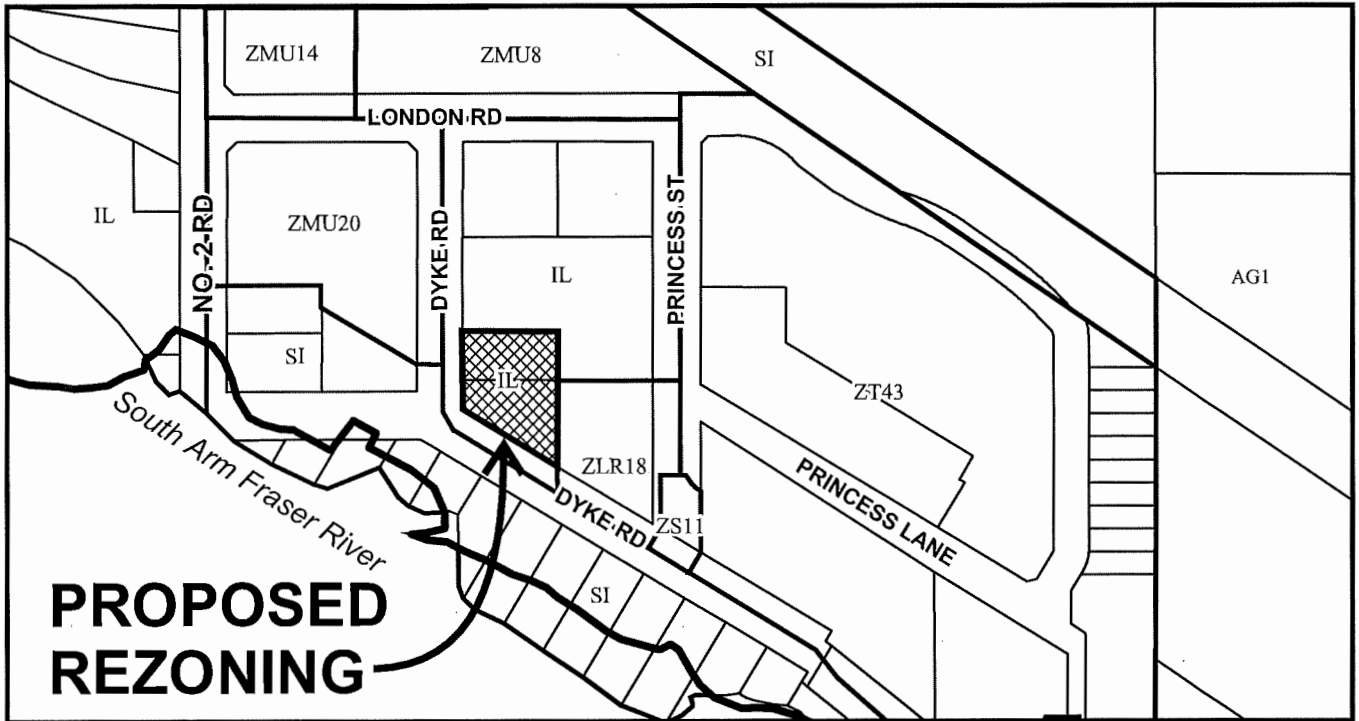 ZMU14
ZMU8
SI
LONDON RD
IL
NO. 2 RD
ZMU20
DYKE RD
PRINCESS ST
IL
AG1
SI
IL
ZT43
South Arm Fraser River
ZLR18
PRINCESS LANE
DYKE RD
ZS11
SI
PROPOSED
REZONING